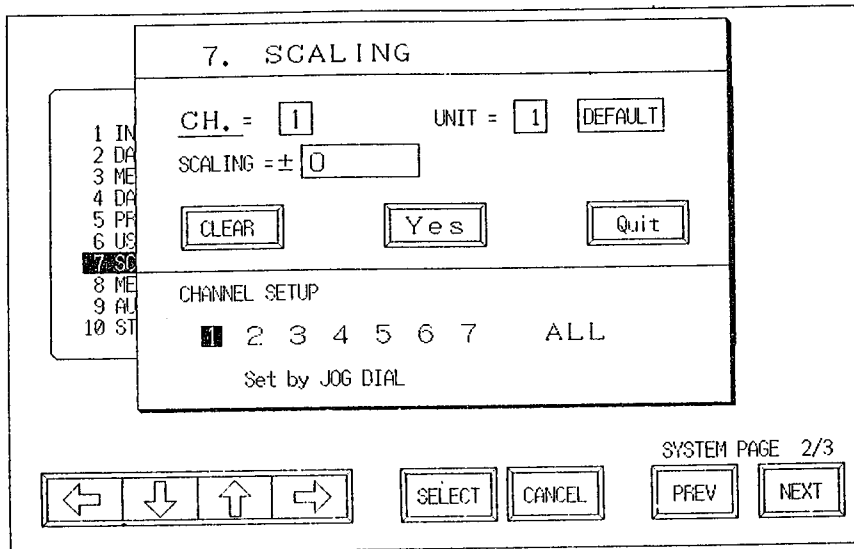 7. SCALING
CH. = 1 UNIT = 1 DEFAULT
SCALING = ± 0
CLEAR Yes Quit
1 IN
2 DA
3 ME
4 DA
5 PR
6 US
7 SC
8 ME
9 AU
10 ST
CHANNEL SETUP
1 2 3 4 5 6 7 ALL
Set by JOG DIAL
SYSTEM PAGE 2/3
SELECT CANCEL PREV NEXT